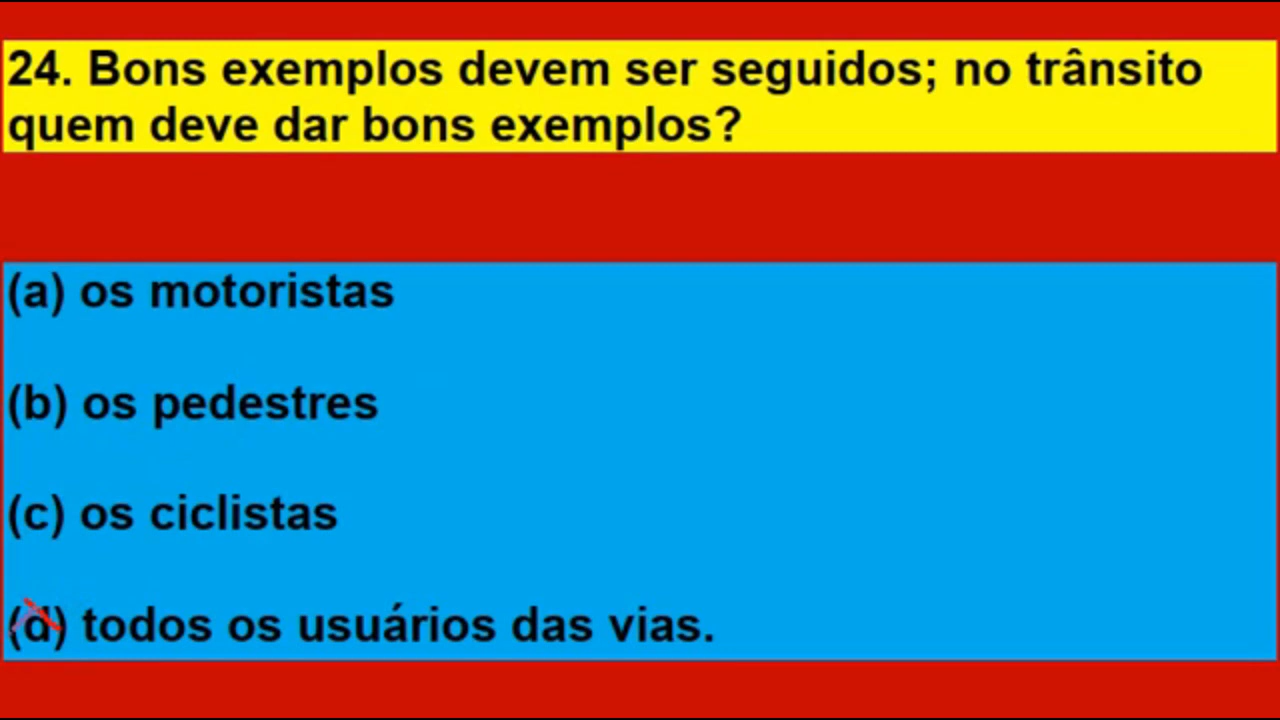 24. Bons exemplos devem ser seguidos; no trânsito
quem deve dar bons exemplos?
(a) os motoristas
(b) os pedestres
(c) os ciclistas
(d) todos os usuários das vias.